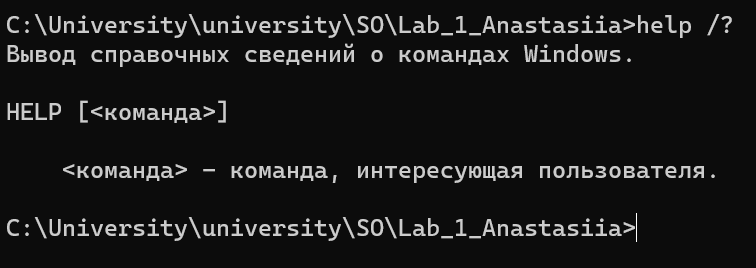 C:\University\university\SO\Lab_1_Anastasiia>help /?
Вывод справочных сведений о командах Windows.
HELP [<команда>]
<команда> – команда, интересующая пользователя.
C:\University\university\SO\Lab_1_Anastasiia>